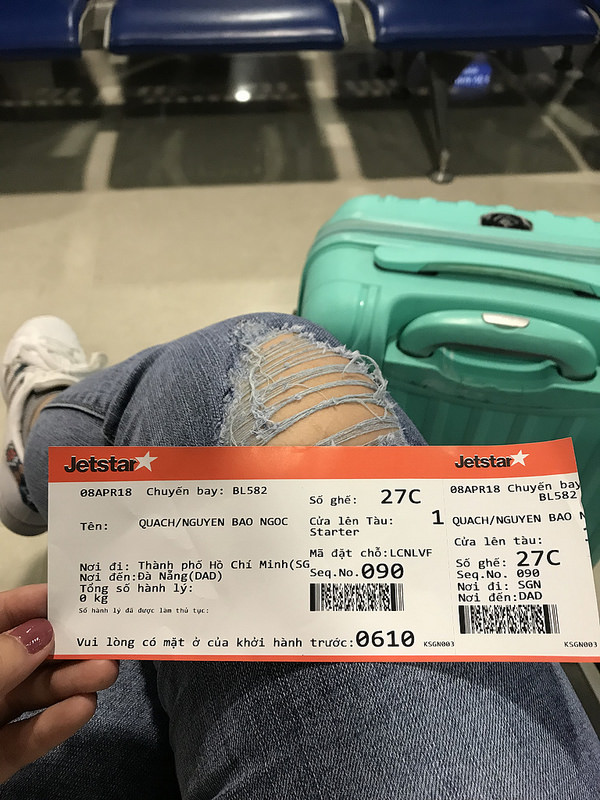 Jetstar
08APR18 Chuyến bay: BL582
Tên: QUACH/NGUYEN BAO NGOC
Nơi đi: Thành phố Hồ Chí Minh(SG
Nơi đến:Đà Nẵng(DAD)
Tổng số hành lý:
0 kg
Số hành lý đã được làm thủ tục:
Số ghế: 27C
Cửa lên Tàu: 1
Starter
Mã đặt chỗ:LCNLVF
Seq.No.090
Vui lòng có mặt ở của khởi hành trước:0610 KSGN003
Jetstar
08APR18 Chuyến bay
BL582
QUACH/NGUYEN BAO N
Cửa lên tàu:
Số ghế: 27C
Seq.No. 090
Nơi đi: SGN
Nơi đến:DAD
KSGN003